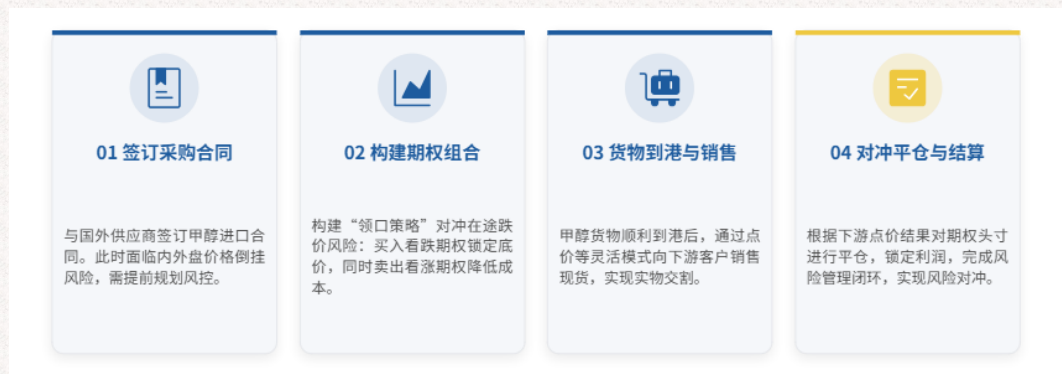 01 签订采购合同
与国外供应商签订甲醇进口合
同。此时面临内外盘价格倒挂
风险，需提前规划风控。
02 构建期权组合
构建“领口策略”对冲在途跌
价风险：买入看跌期权锁定底
价，同时卖出看涨期权降低成
本。
03 货物到港与销售
甲醇货物顺利到港后，通过点
价等灵活模式向下游客户销售
现货，实现实物交割。
04 对冲平仓与结算
根据下游点价结果对期权头寸
进行平仓，锁定利润，完成风
险管理闭环，实现风险对冲。